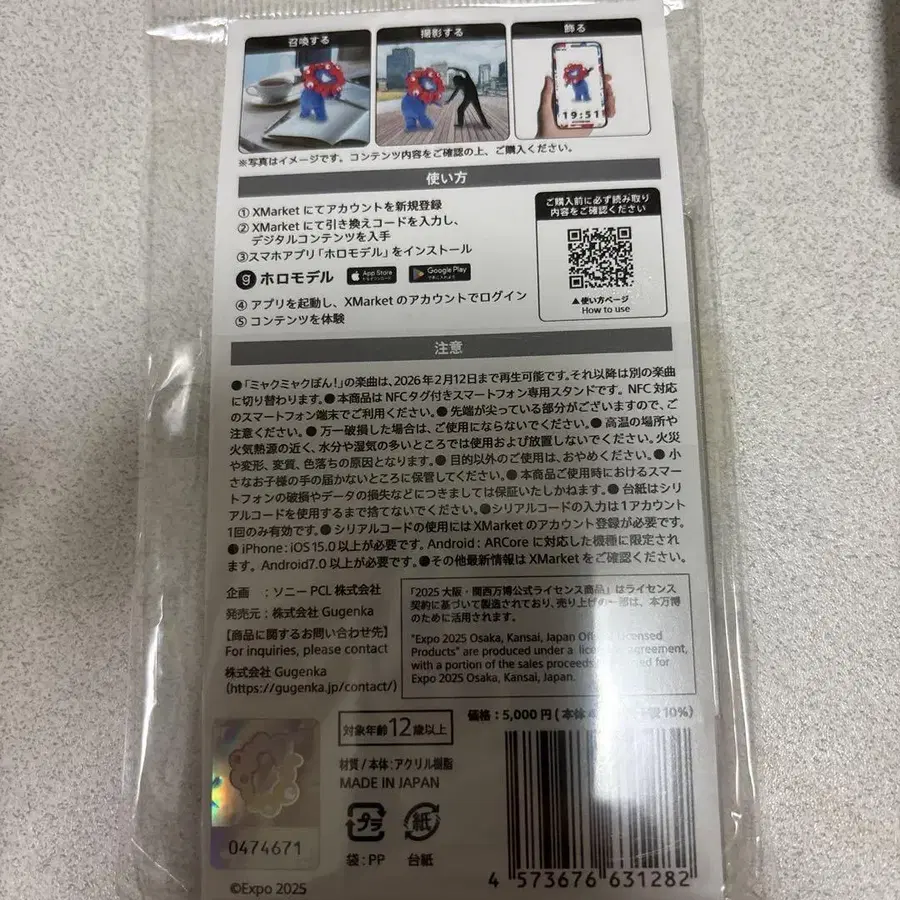 召喚する
撮影する
飾る
19:51
※写真はイメージです。コンテンツ内容をご確認の上、ご購入ください。
使い方
① XMarket にてアカウントを新規登録
② XMarket にて引き換えコードを入力し、
デジタルコンテンツを入手
③スマホアプリ「ホロモデル」をインストール
g ホロモデル
App Store
Google Play
④ アプリを起動し、XMarket のアカウントでログイン
⑤ コンテンツを体験
ご購入前に必ず読み取り
内容をご確認ください
▲使い方ページ
How to use
注意
●「ミャクミャクぽん！」の楽曲は、2026年2月12日まで再生可能です。それ以降は別の楽曲
に切り替わります。● 本商品は NFCタグ付きスマートフォン専用スタンドです。NFC 対応
のスマートフォン端末でご利用ください。● 先端が尖っている部分がございますので、ご
注意ください。● 万一破損した場合は、ご使用にならないでください。● 高温の場所や
火気熱源の近く、水分や湿気の多いところでは使用および放置しないでください。火災
や変形、変質、色落ちの原因となります。● 目的以外のご使用は、おやめください。● 小
さなお子様の手の届かないところに保管してください。● 本商品ご使用時におけるスマー
トフォンの破損やデータの損失などにつきましては保証いたしかねます。● 台紙はシリ
アルコードを使用するまで捨てないでください。●シリアルコードの入力は1アカウント
1回のみ有効です。● シリアルコードの使用には XMarket のアカウント登録が必要です。
● iPhone：iOS15.0 以上が必要です。Android：ARCore に対応した機種に限定され
ます。Android7.0 以上が必要です。●その他最新情報は XMarket をご確認ください。
企画 ：ソニー PCL 株式会社
発売元：株式会社 Gugenka
【商品に関するお問い合わせ先】
For inquiries, please contact
株式会社 Gugenka
(https://gugenka.jp/contact/)
「2025 大阪・関西万博公式ライセンス商品」はライセンス
契約に基づいて製造されており、売り上げの一部は、本万博
のために活用されます。
"Expo 2025 Osaka, Kansai, Japan Licensed
Products" are produced under a agreement,
with a portion of the sales proceeds for
Expo 2025 Osaka, Kansai, Japan.
対象年齢12歳以上
価格：5,000 円 ( 本体 10%)
材質 / 本体：アクリル樹脂
MADE IN JAPAN
プラ
紙
袋：PP
台紙
0474671
©Expo 2025
4 573676 631282